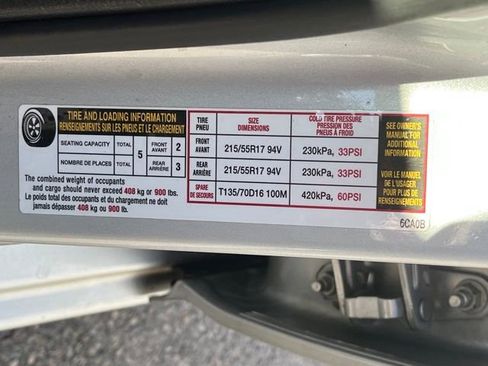 TIRE AND LOADING INFORMATION
RENSEIGNEMENTS SUR LES PNEUS ET LE CHARGEMENT
SEATING CAPACITY TOTAL 5 FRONT AVANT 2
NOMBRE DE PLACES TOTAL REAR ARRIÈRE 3
The combined weight of occupants
and cargo should never exceed 408 kg or 900 lbs.
Le poids total des occupants et du chargement ne doit
jamais dépasser 408 kg ou 900 lb.
TIRE PNEU SIZE DIMENSIONS COLD TIRE PRESSURE PRESSION DES PNEUS À FROID
FRONT AVANT 215/55R17 94V 230kPa, 33PSI
REAR ARRIÈRE 215/55R17 94V 230kPa, 33PSI
SPARE DE SECOURS T135/70D16 100M 420kPa, 60PSI
SEE OWNER'S
MANUAL FOR
ADDITIONAL
INFORMATION
VOIR LE MANUEL
DE L'USAGER
POUR PLUS DE
RENSEIGNEMENTS
6CA0B